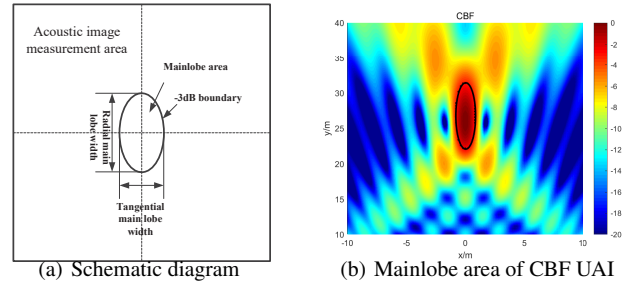 Acoustic image
measurement area
Mainlobe area
-3dB boundary
Radial main
lobe width
Tangential
main lobe
width
(a) Schematic diagram
CBF
y/m
40
35
30
25
20
15
10
-10
-5
0
5
10
x/m
0
-2
-4
-6
-8
-10
-12
-14
-16
-18
-20
(b) Mainlobe area of CBF UAI